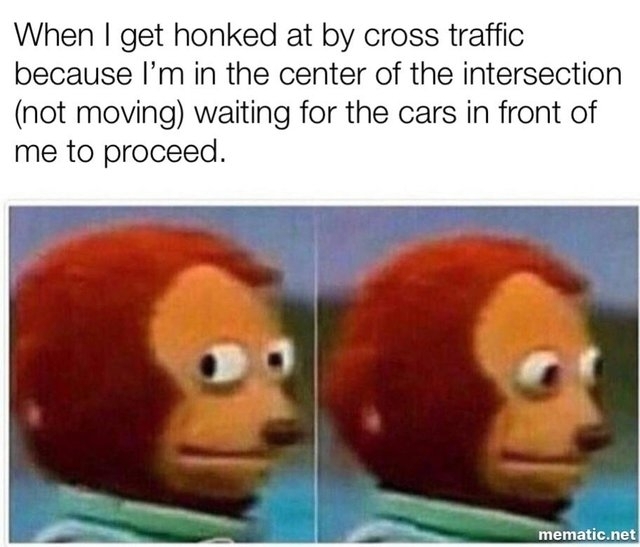 When I get honked at by cross traffic
because I’m in the center of the intersection
(not moving) waiting for the cars in front of
me to proceed.
mematic.net